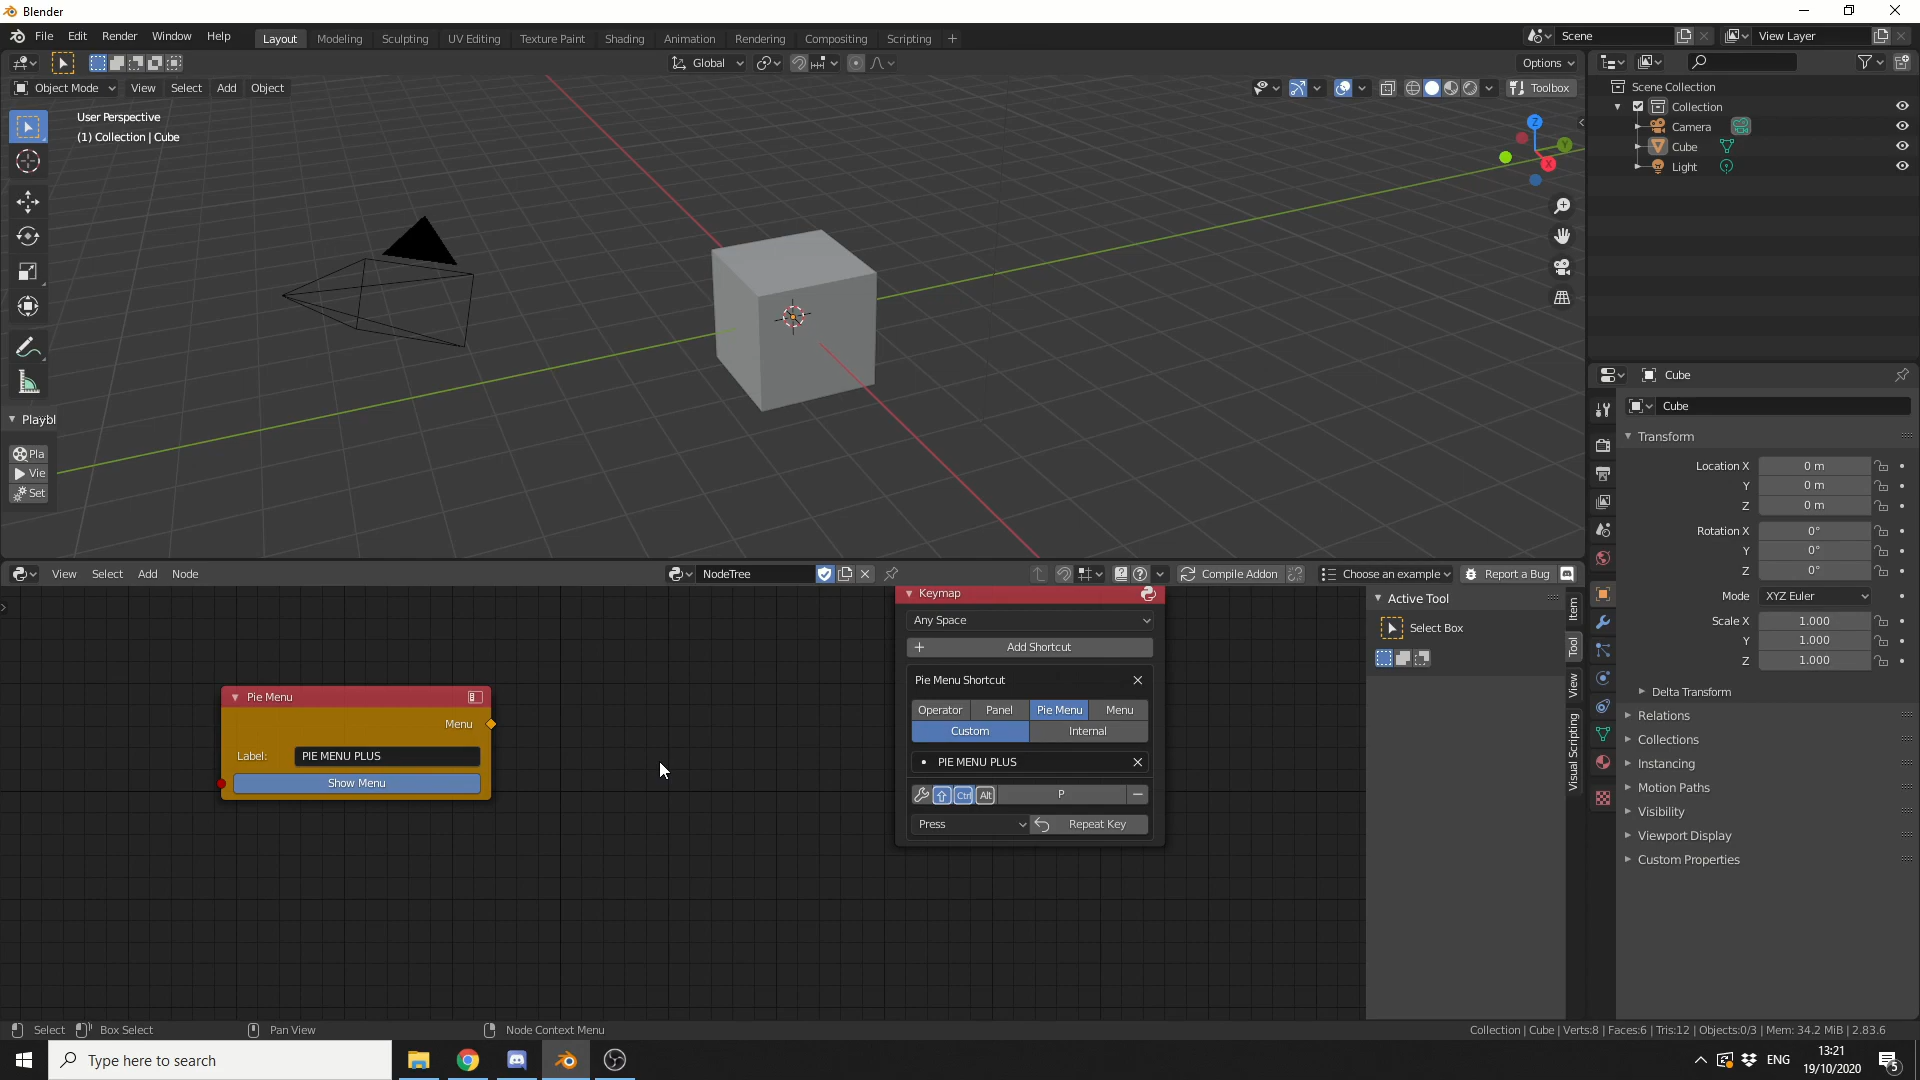 Blender
File Edit Render Window Help
Layout Modeling Sculpting UV Editing Texture Paint Shading Animation Rendering Compositing Scripting +
Scene
View Layer
Global
Options
Object Mode View Select Add Object
Toolbox
User Perspective
(1) Collection | Cube
Z
Y
X
Playbl
Pla
Vie
Set
Scene Collection
Collection
Camera
Cube
Light
Cube
Cube
Transform
Location X 0 m
Y 0 m
Z 0 m
Rotation X 0°
Y 0°
Z 0°
Mode XYZ Euler
Scale X 1.000
Y 1.000
Z 1.000
Delta Transform
Relations
Collections
Instancing
Motion Paths
Visibility
Viewport Display
Custom Properties
View Select Add Node
NodeTree
Compile Addon
Choose an example
Report a Bug
Pie Menu
Menu
Label: PIE MENU PLUS
Show Menu
Keymap
Any Space
+ Add Shortcut
Pie Menu Shortcut
Operator Panel Pie Menu Menu
Custom Internal
PIE MENU PLUS
Ctrl Alt P
Press Repeat Key
Active Tool
Select Box
Item
Tool
View
Visual Scripting
Select Box Select Pan View Node Context Menu
Collection | Cube | Verts:8 | Faces:6 | Tris:12 | Objects:0/3 | Mem: 34.2 MiB | 2.83.6
Type here to search
ENG
13:21
19/10/2020
5